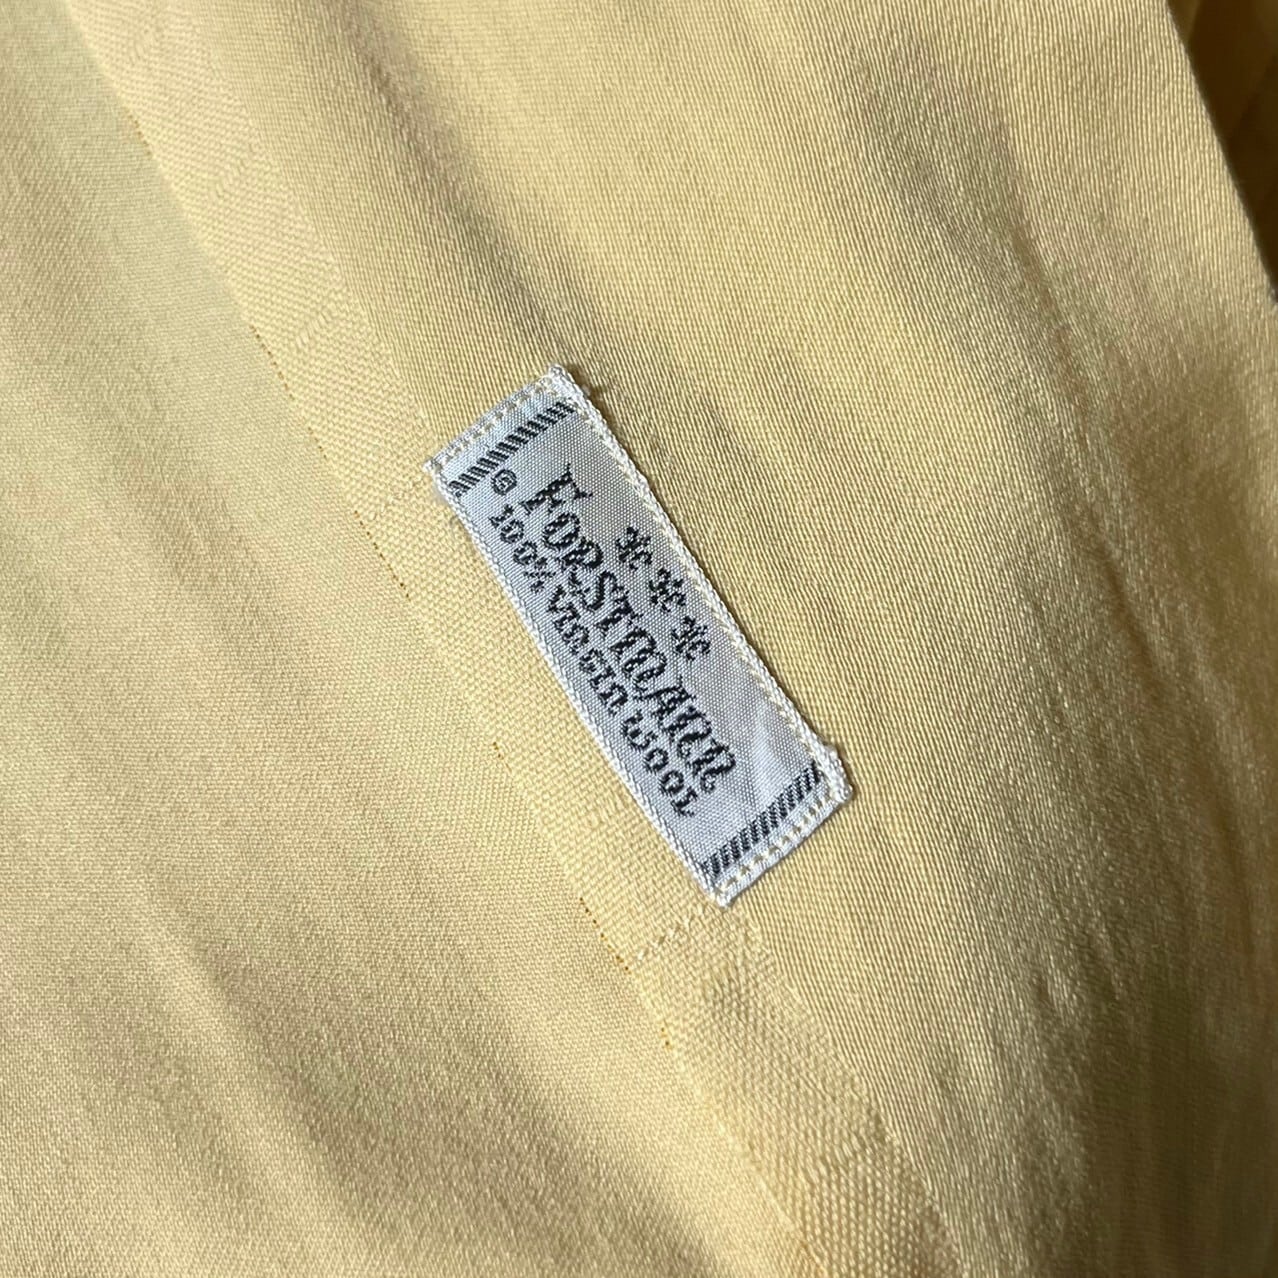 ***
FORSTMANN
® 100% VIRGIN WOOL